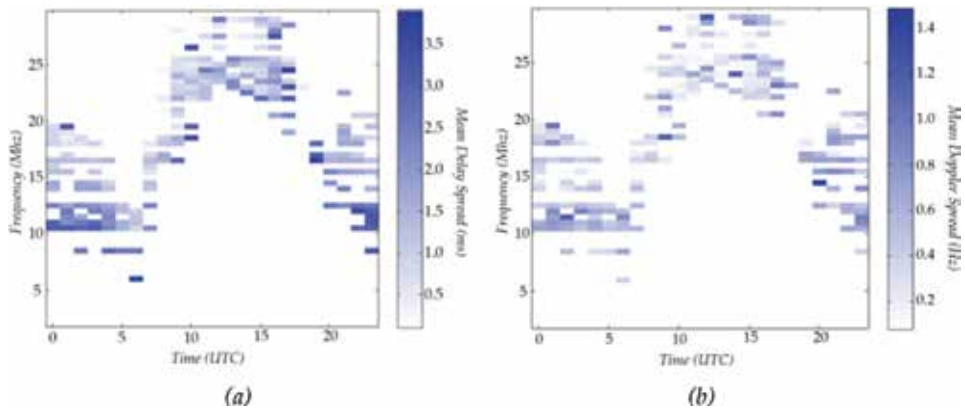 3.5
3.0
2.5
2.0
1.5
1.0
0.5
Mean Delay Spread (ms)
25
20
15
10
5
Frequency (Mhz)
0 5 10 15 20
Time (UTC)
(a)
1.4
1.2
1.0
0.8
0.6
0.4
0.2
Mean Doppler Spread (Hz)
25
20
15
10
5
Frequency (Mhz)
0 5 10 15 20
Time (UTC)
(b)